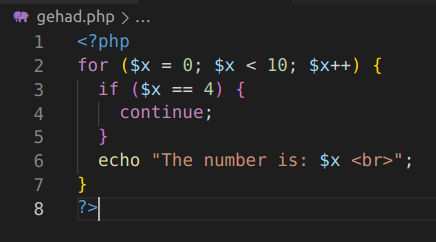 gehad.php > ...
1 <?php
2 for ($x = 0; $x < 10; $x++) {
3   if ($x == 4) {
4     continue;
5   }
6   echo "The number is: $x <br>";
7 }
8 ?>